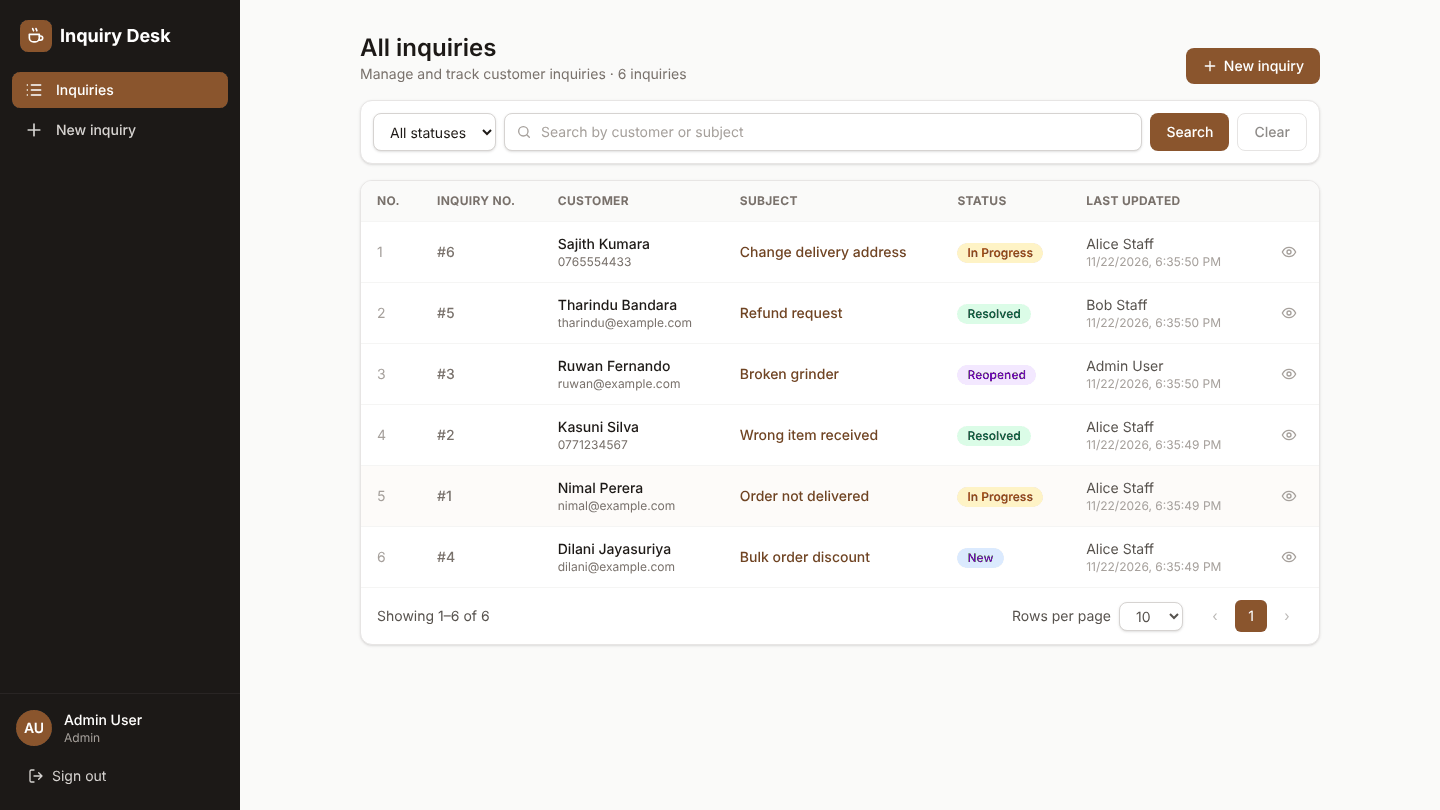 Inquiry Desk
Inquiries
New inquiry
All inquiries
Manage and track customer inquiries · 6 inquiries
New inquiry
All statuses
Search by customer or subject
Search
Clear
NO. INQUIRY NO. CUSTOMER SUBJECT STATUS LAST UPDATED
1 #6 Sajith Kumara Change delivery address In Progress Alice Staff
0765554433 11/22/2026, 6:35:50 PM
2 #5 Tharindu Bandara Refund request Resolved Bob Staff
tharindu@example.com 11/22/2026, 6:35:50 PM
3 #3 Ruwan Fernando Broken grinder Reopened Admin User
ruwan@example.com 11/22/2026, 6:35:50 PM
4 #2 Kasuni Silva Wrong item received Resolved Alice Staff
0771234567 11/22/2026, 6:35:49 PM
5 #1 Nimal Perera Order not delivered In Progress Alice Staff
nimal@example.com 11/22/2026, 6:35:49 PM
6 #4 Dilani Jayasuriya Bulk order discount New Alice Staff
dilani@example.com 11/22/2026, 6:35:49 PM
Showing 1–6 of 6 Rows per page 10 ‹ 1 ›
AU Admin User
Admin
Sign out